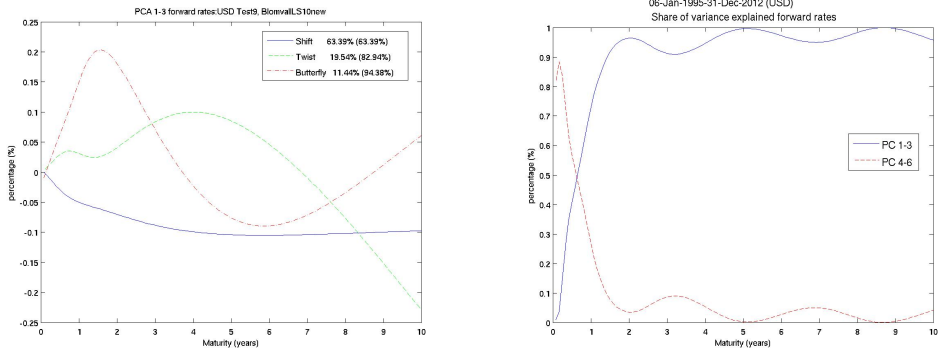 PCA 1-3 forward rates:USD Test9, BlomvallLS10new
0.25
0.2
0.15
0.1
0.05
0
-0.05
-0.1
-0.15
-0.2
-0.25
percentage (%)
Shift 63.39% (63.39%)
Twist 19.54% (82.94%)
Butterfly 11.44% (94.38%)
0 1 2 3 4 5 6 7 8 9 10
Maturity (years)
06-Jan-1995-31-Dec-2012 (USD)
Share of variance explained forward rates
1
0.9
0.8
0.7
0.6
0.5
0.4
0.3
0.2
0.1
0
percentage (%)
PC 1-3
PC 4-6
0 1 2 3 4 5 6 7 8 9 10
Maturity (years)